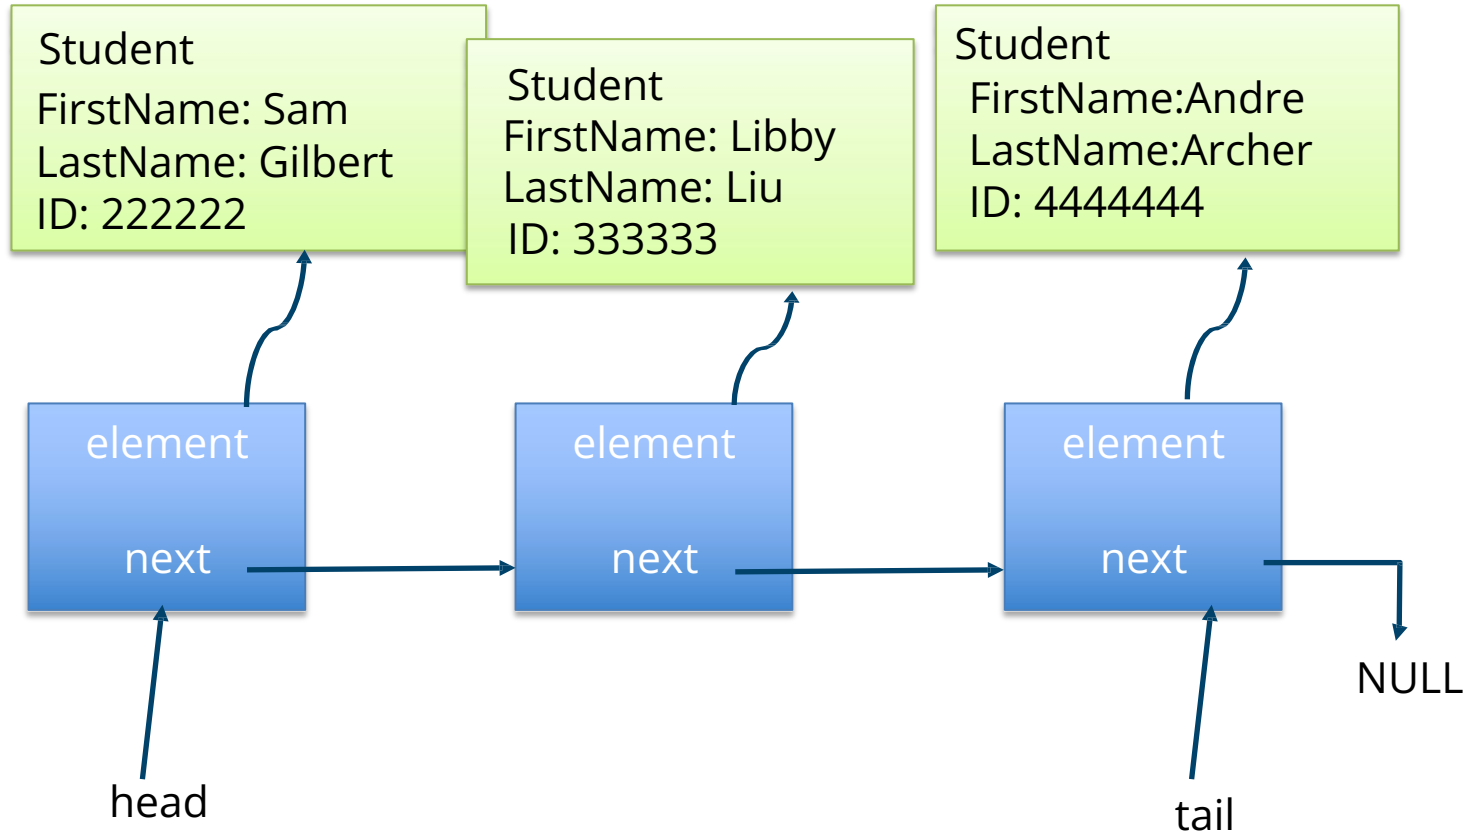 Student
FirstName: Sam
LastName: Gilbert
ID: 222222
Student
FirstName: Libby
LastName: Liu
ID: 333333
Student
FirstName:Andre
LastName:Archer
ID: 4444444
element
next
element
next
element
next
NULL
head
tail